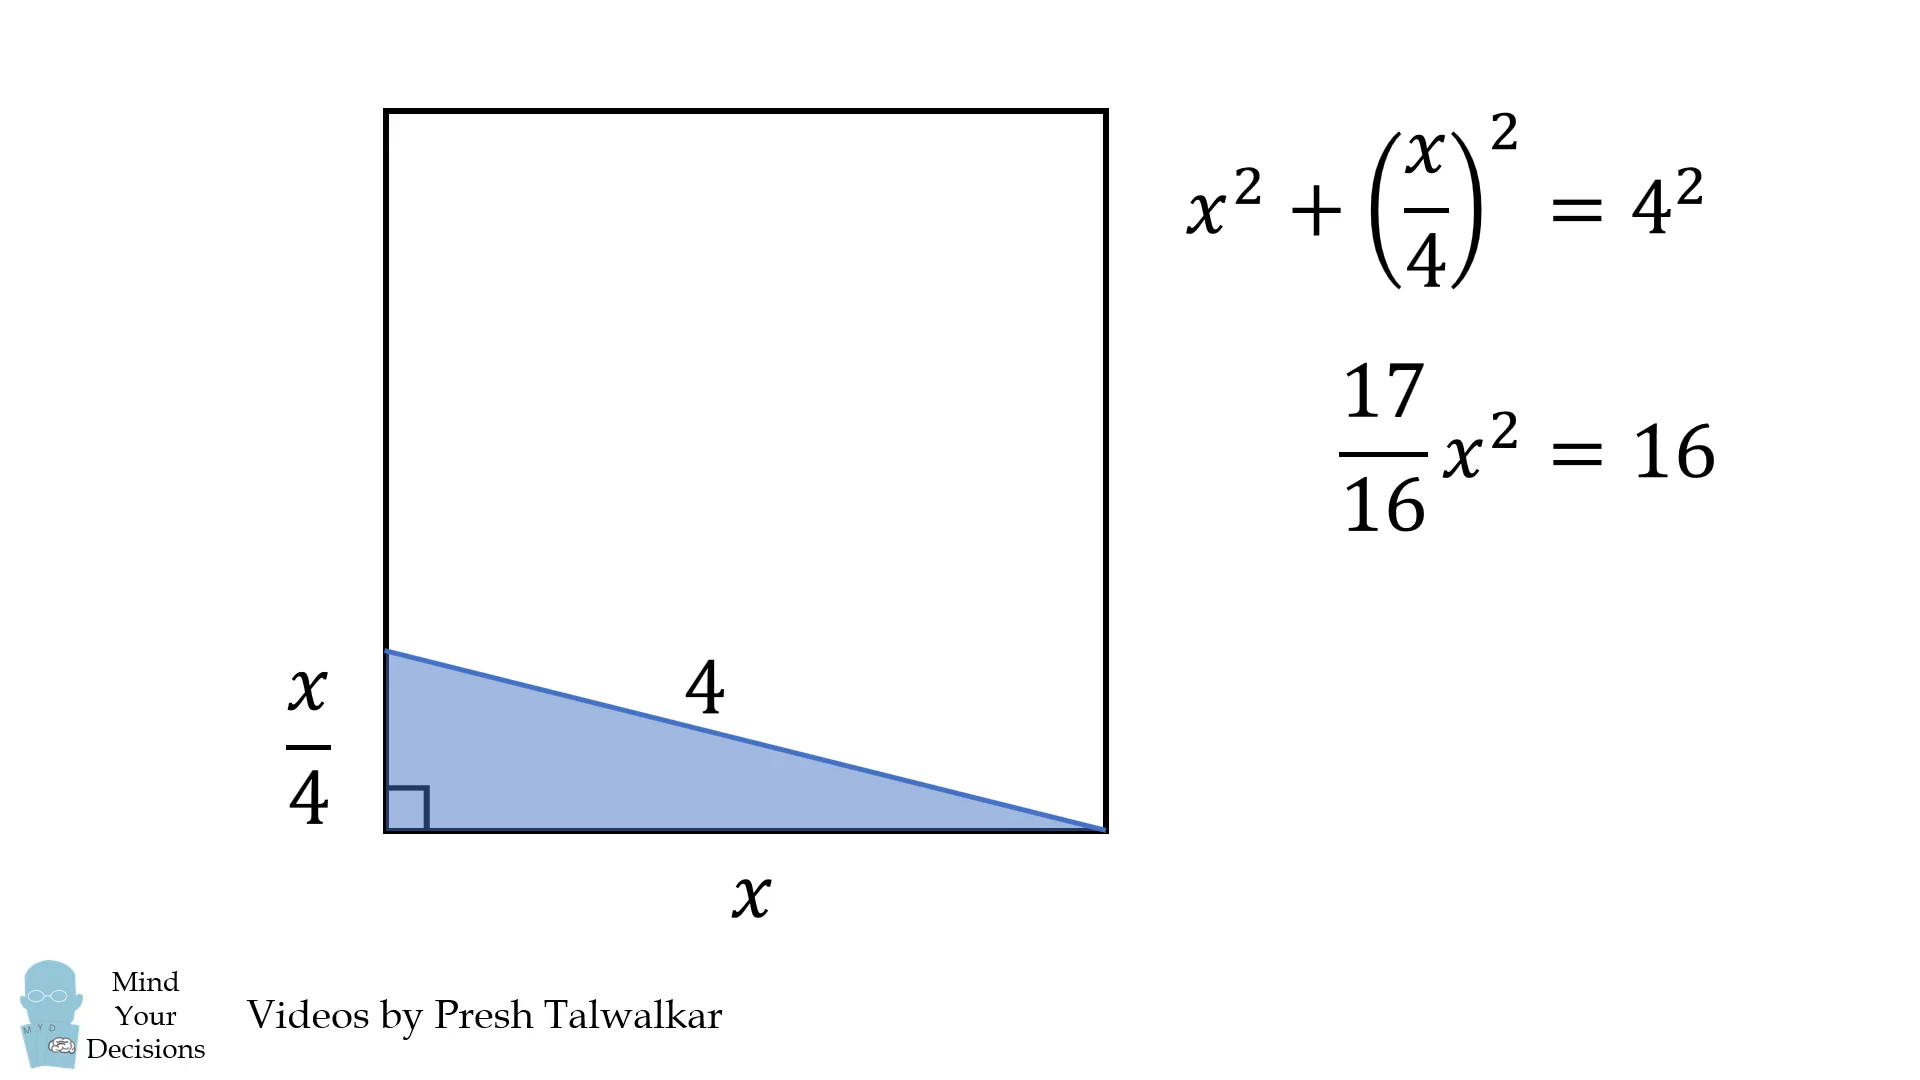 x² + (x/4)² = 4²
17/16 x² = 16
4
x/4
x
Mind
Your
Decisions
M Y D
Videos by Presh Talwalkar